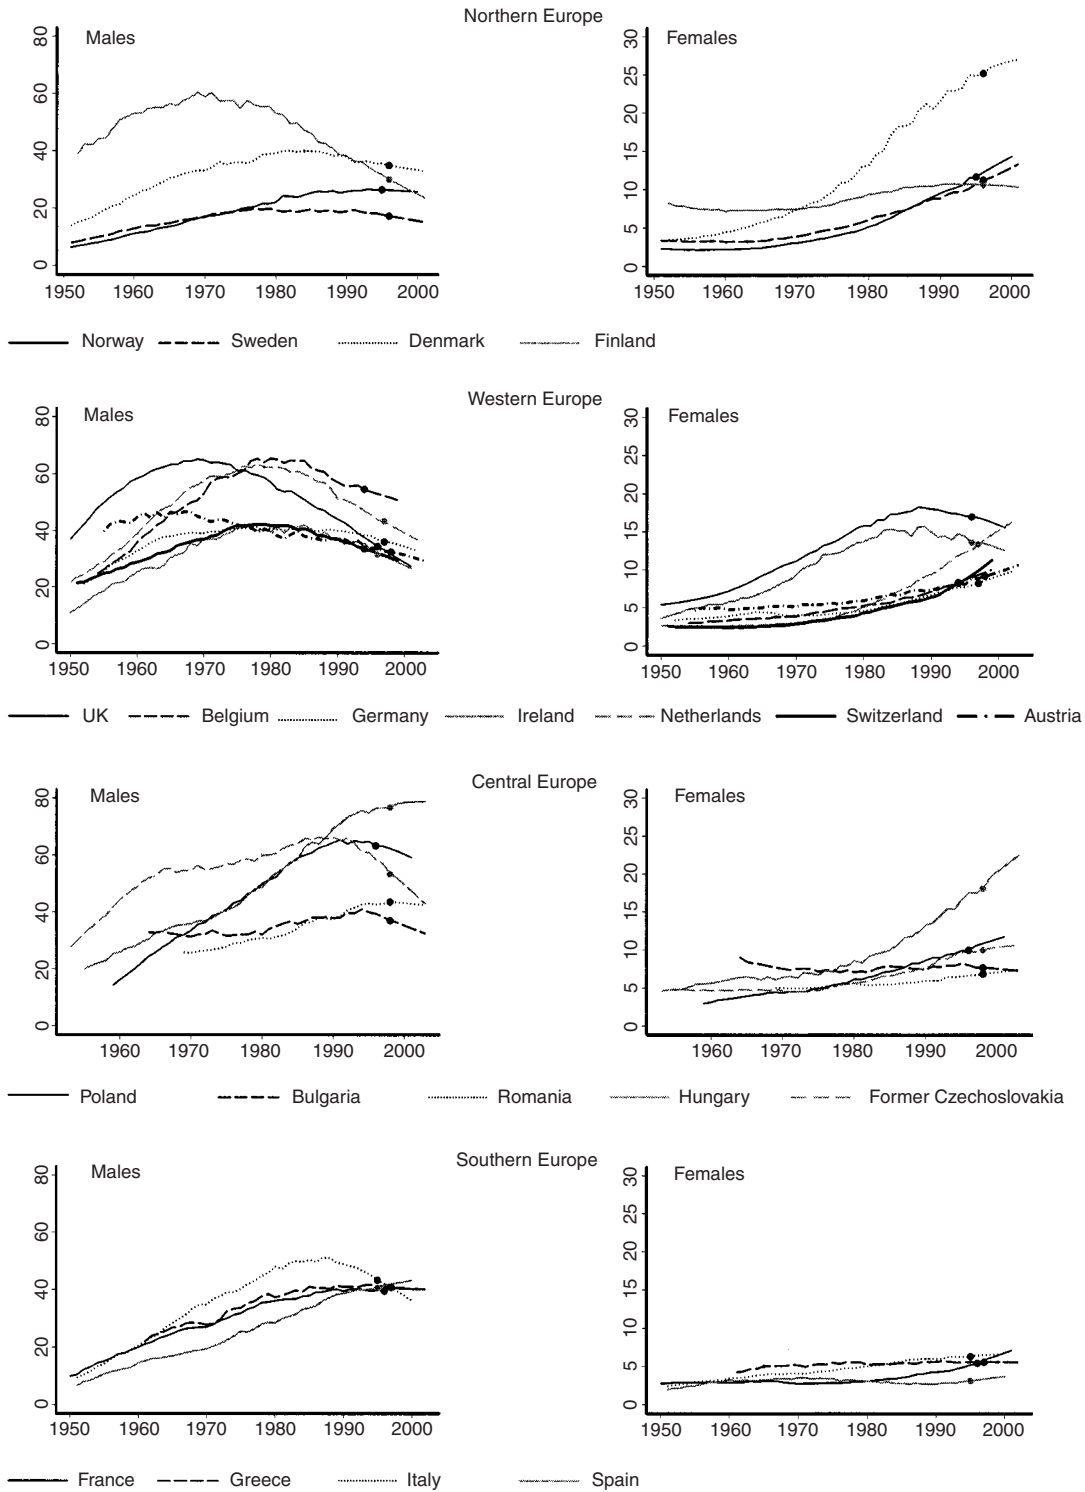 Northern Europe
Males
Females
80
60
40
20
0
1950 1960 1970 1980 1990 2000
30
25
20
15
10
5
0
1950 1960 1970 1980 1990 2000
Norway Sweden Denmark Finland
Western Europe
Males
Females
80
60
40
20
0
1950 1960 1970 1980 1990 2000
30
25
20
15
10
5
0
1950 1960 1970 1980 1990 2000
UK Belgium Germany Ireland Netherlands Switzerland Austria
Central Europe
Males
Females
80
60
40
20
0
1960 1970 1980 1990 2000
30
25
20
15
10
5
0
1960 1970 1980 1990 2000
Poland Bulgaria Romania Hungary Former Czechoslovakia
Southern Europe
Males
Females
80
60
40
20
0
1950 1960 1970 1980 1990 2000
30
25
20
15
10
5
0
1950 1960 1970 1980 1990 2000
France Greece Italy Spain